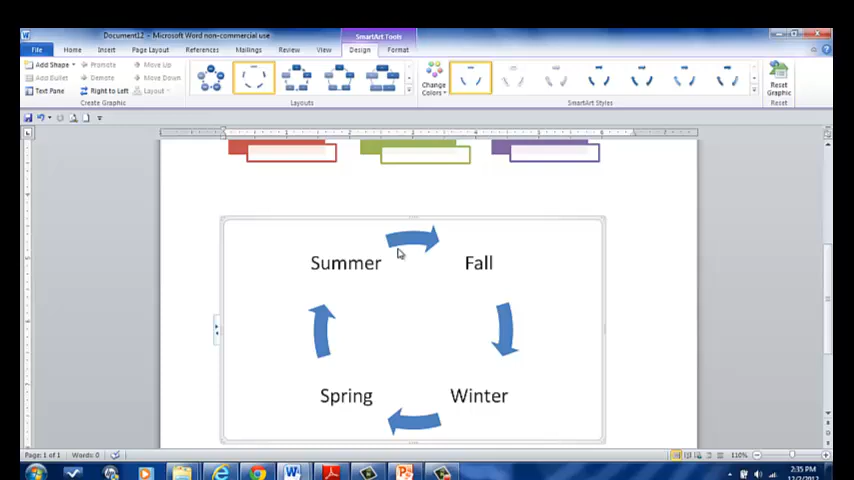 Document12 - Microsoft Word non-commercial use
SmartArt Tools
File Home Insert Page Layout References Mailings Review View Design Format
Add Shape Promote Move Up
Add Bullet Demote Move Down
Text Pane Right to Left Layout
Change Colors
Reset Graphic
Create Graphic Layouts SmartArt Styles Reset
Summer Fall
Spring Winter
Page: 1 of 1 Words: 0 110%
2:35 PM
12/7/2012